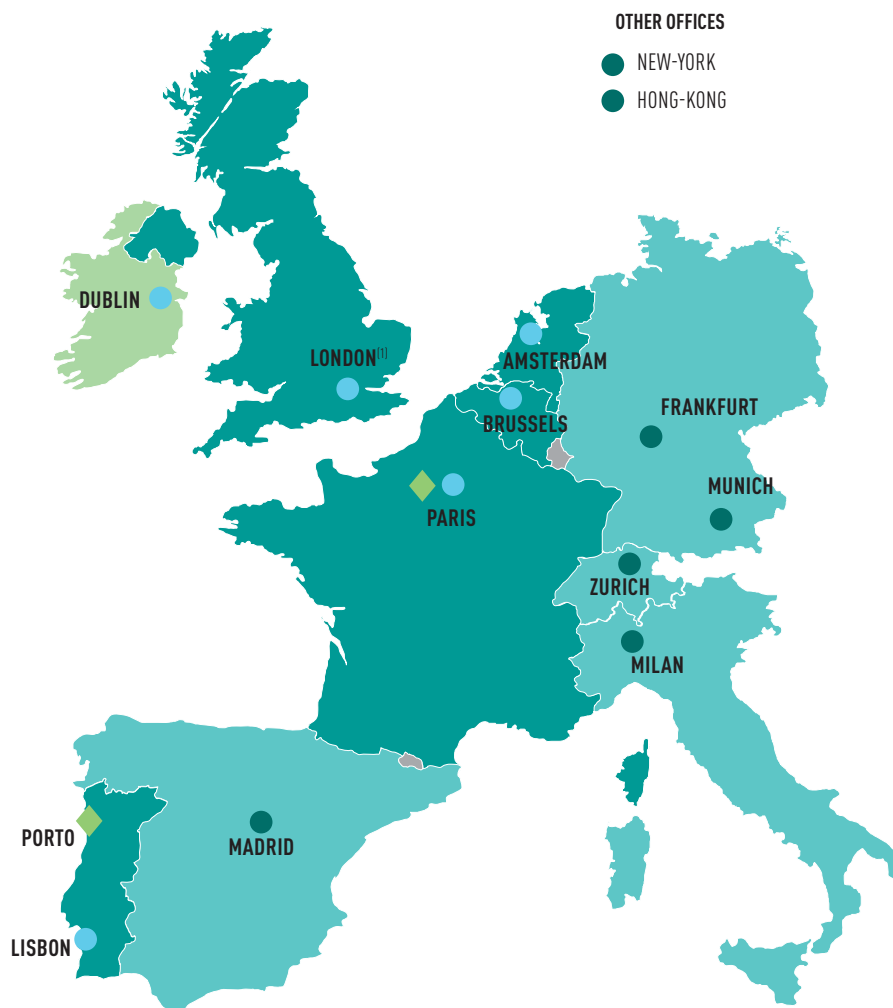 OTHER OFFICES
NEW-YORK
HONG-KONG
DUBLIN
LONDON(1)
AMSTERDAM
BRUSSELS
FRANKFURT
MUNICH
PARIS
ZURICH
MILAN
PORTO
MADRID
LISBON